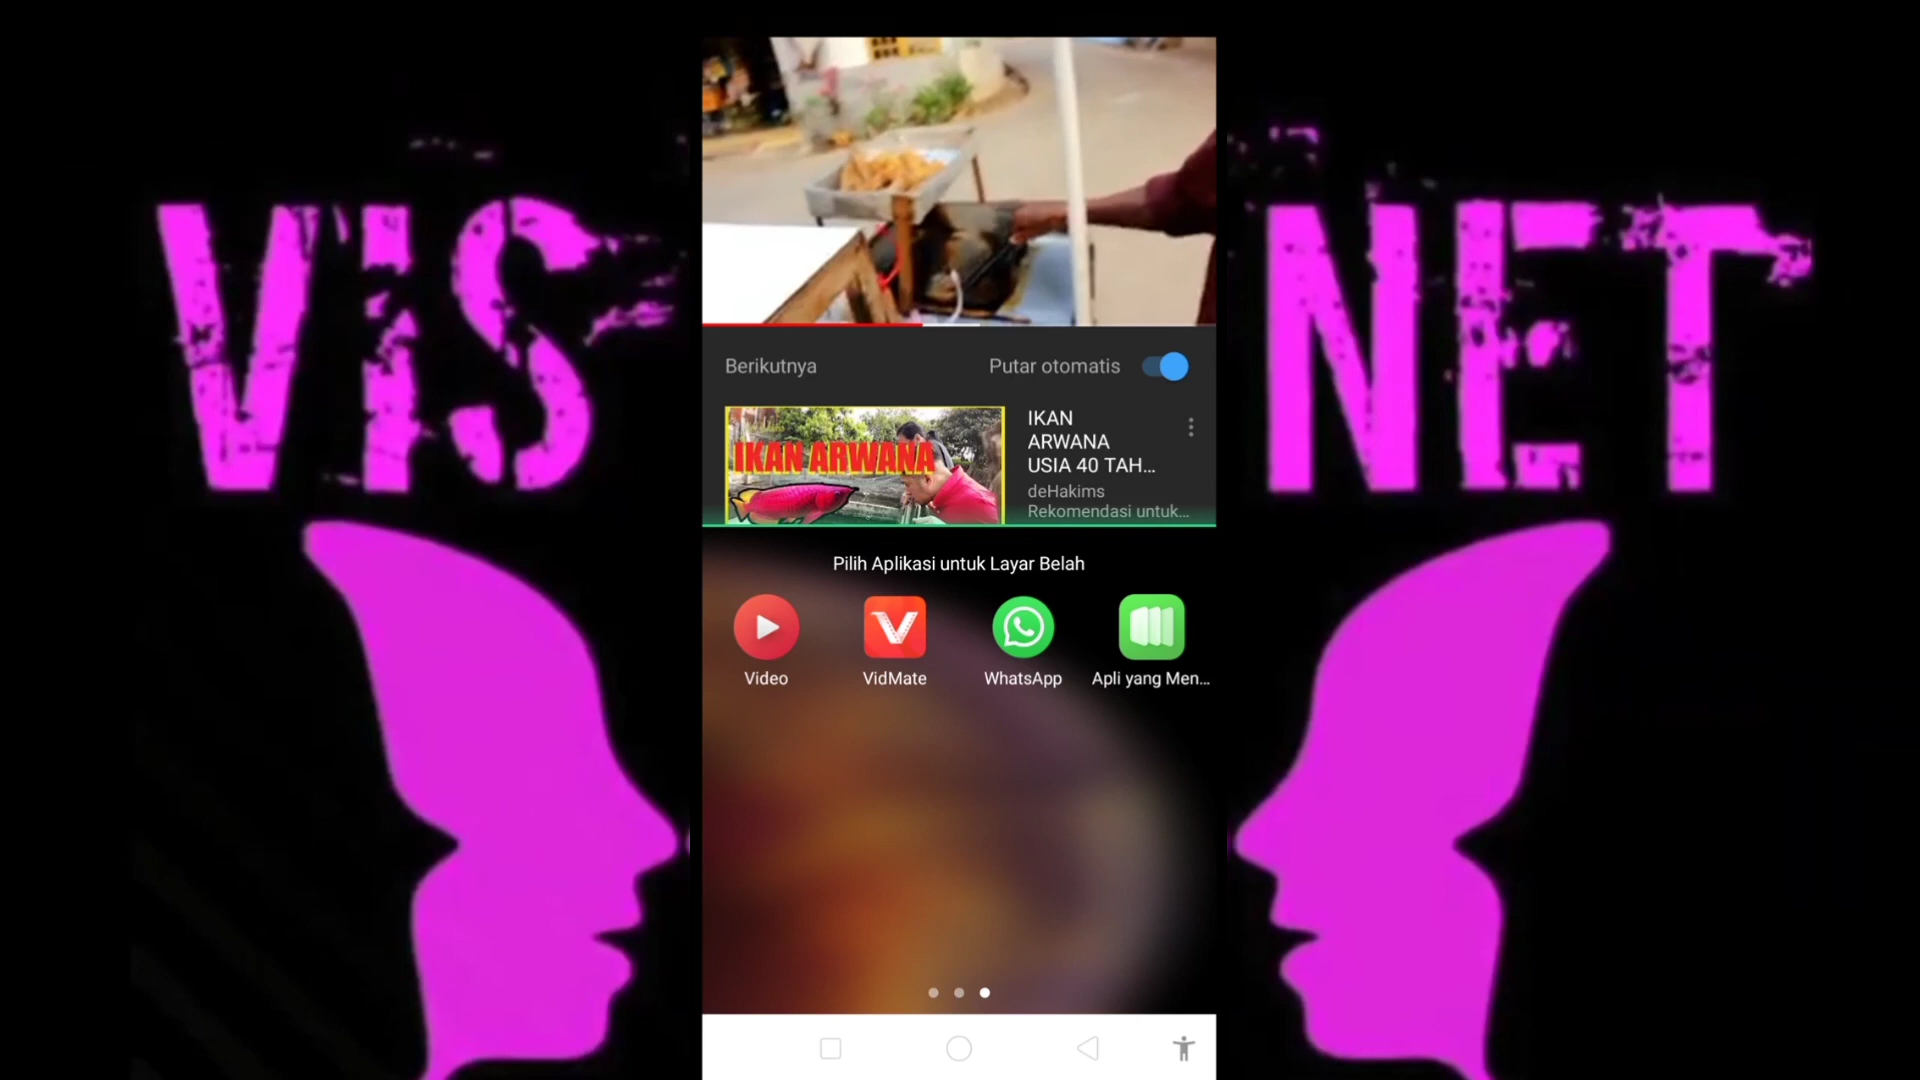 VIS
NET
Berikutnya
Putar otomatis
IKAN ARWANA
IKAN
ARWANA
USIA 40 TAH...
deHakims
Rekomendasi untuk...
Pilih Aplikasi untuk Layar Belah
Video
VidMate
WhatsApp
Apli yang Men...